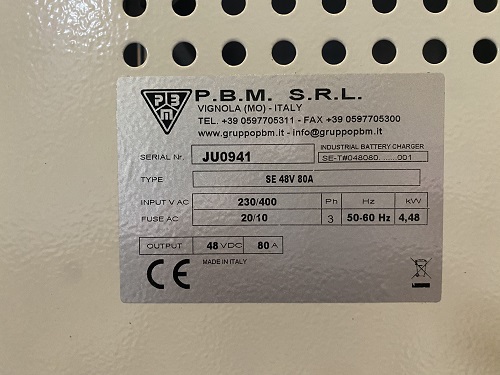 PBM P.B.M. S.R.L.
VIGNOLA (MO) - ITALY
TEL. +39 0597705311 - FAX +39 0597705300
www.gruppopbm.it - info@gruppopbm.it
INDUSTRIAL BATTERY CHARGER
SERIAL Nr. JU0941 SE-T#048080.......001
TYPE SE 48V 80A
INPUT V AC 230/400 Ph Hz kW
FUSE AC 20/10 3 50-60 Hz 4,48
OUTPUT 48 VDC 80 A
CE MADE IN ITALY